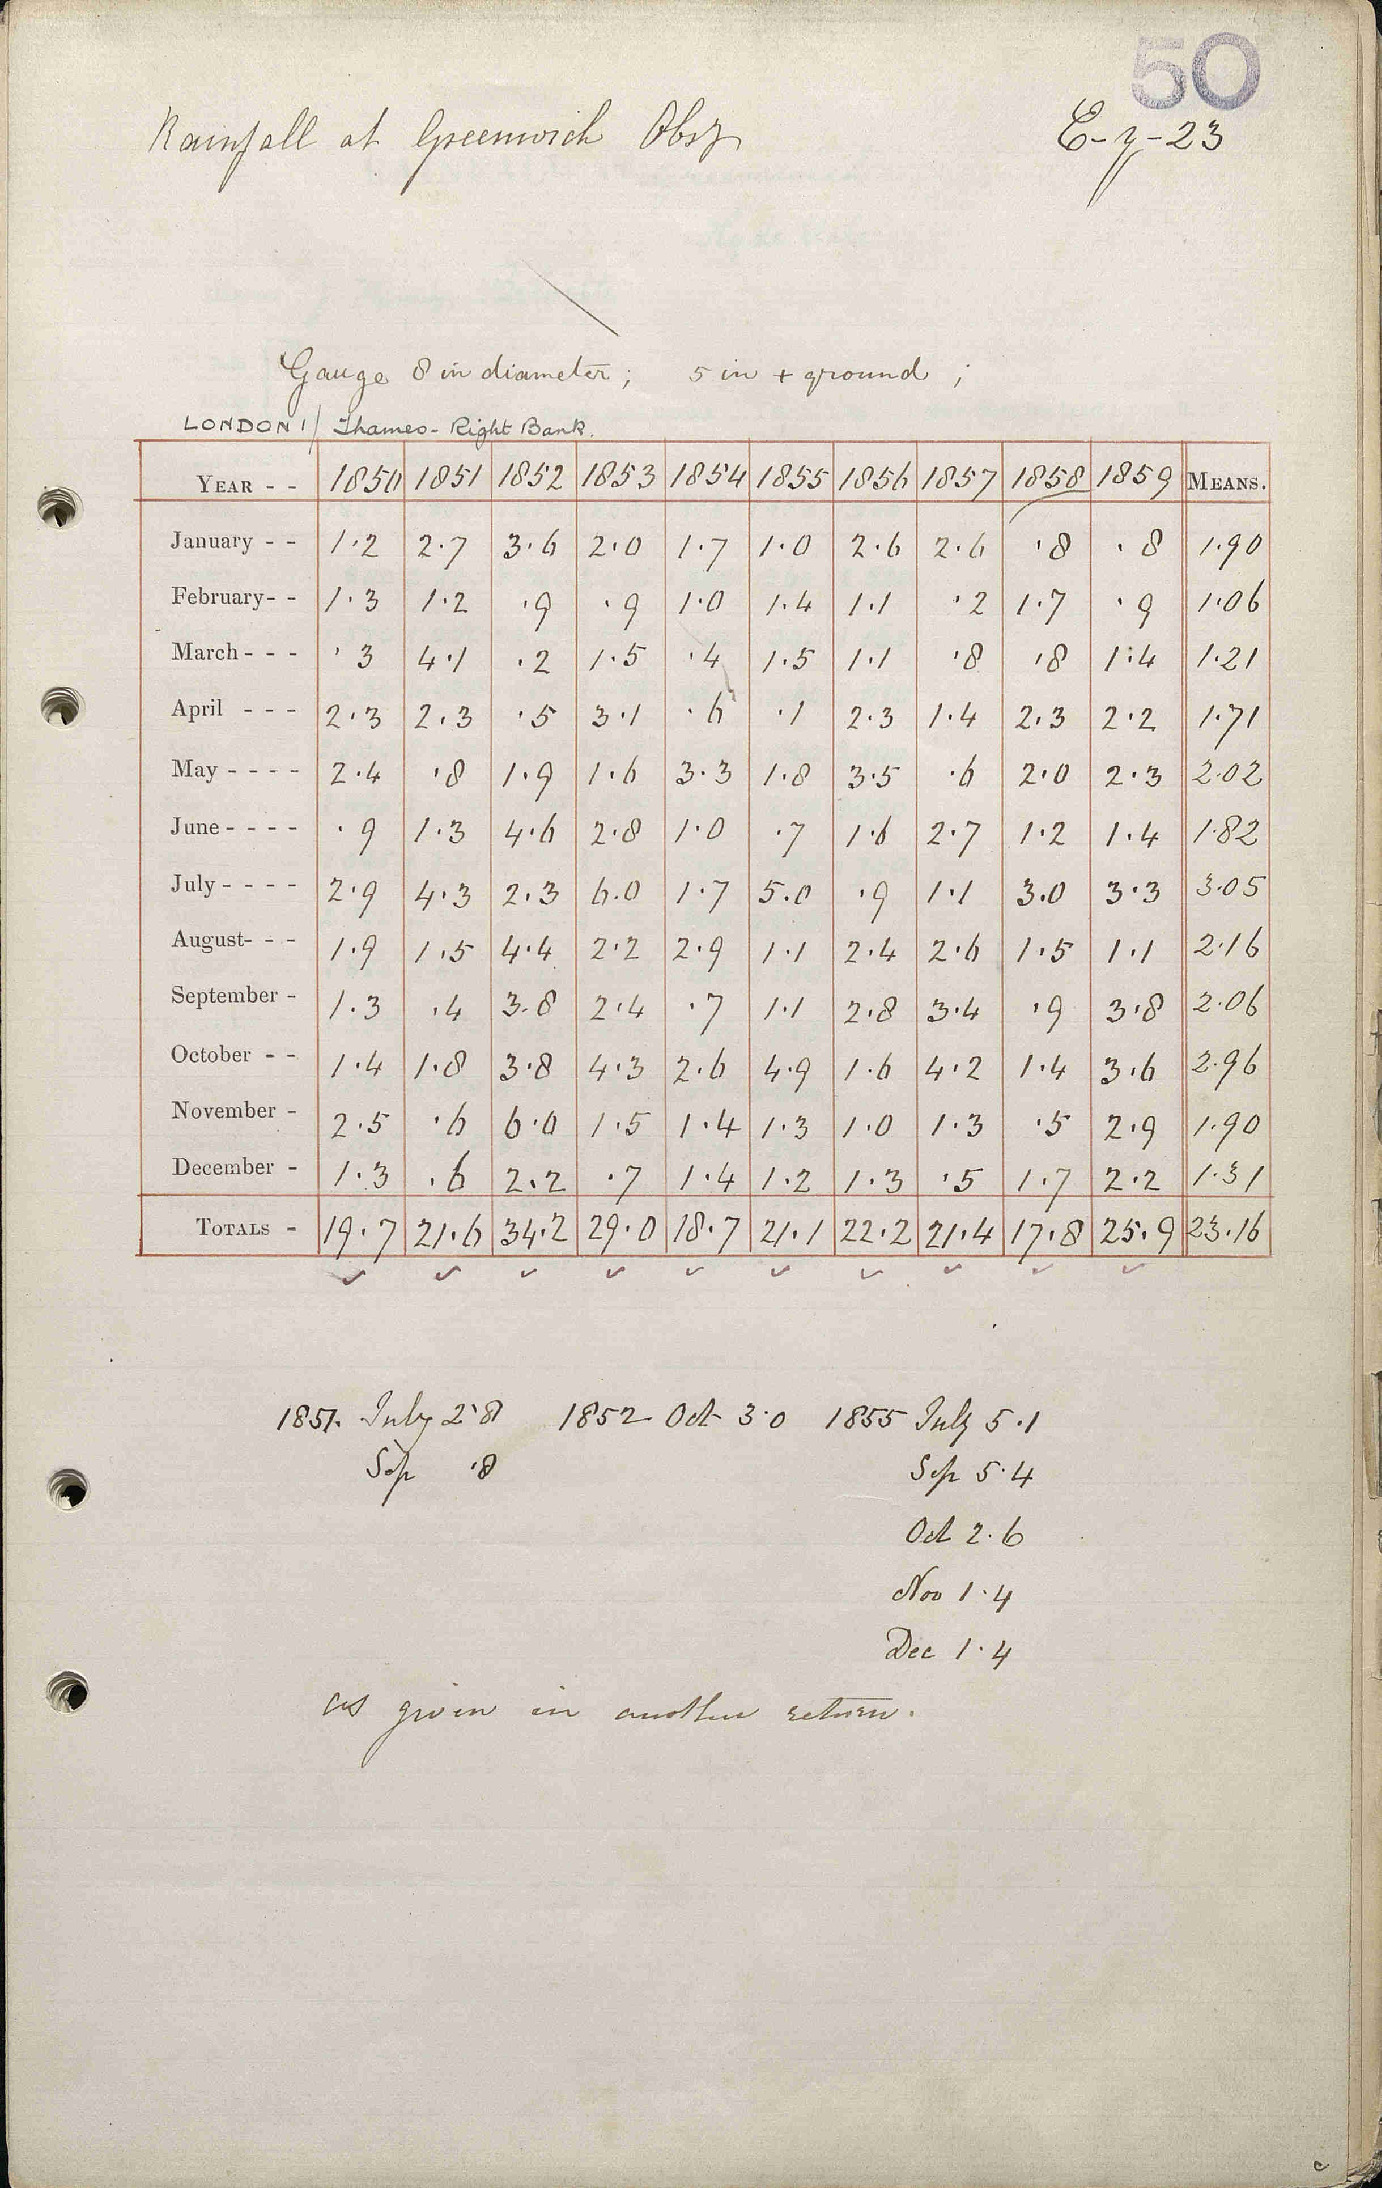 50
Rainfall at Greenwich Obsy
Gauge 8 in diameter; 5 in + ground ;
LONDON 1/ Thames - Right Bank.
YEAR - - 1850 1851 1852 1853 1854 1855 1856 1857 1858 1859 MEANS.
January - - 1.2 2.7 3.6 2.0 1.7 1.0 2.6 2.6 .8 .8 1.90
February - - 1.3 1.2 .9 .9 1.0 1.4 1.1 .2 1.7 .9 1.06
March - - - .3 4.1 .2 1.5 .4 1.5 1.1 .8 .8 1.4 1.21
April - - - 2.3 2.3 .5 3.1 .6 .1 2.3 1.4 2.3 2.2 1.71
May - - - - 2.4 .8 1.9 1.6 3.3 1.8 3.5 .6 2.0 2.3 2.02
June - - - - .9 1.3 4.6 2.8 1.0 .7 1.6 2.7 1.2 1.4 1.82
July - - - - 2.9 4.3 2.3 6.0 1.7 5.0 .9 1.1 3.0 3.3 3.05
August - - - 1.9 1.5 4.4 2.2 2.9 1.1 2.4 2.6 1.5 1.1 2.16
September - 1.3 .4 3.8 2.4 .7 1.1 2.8 3.4 .9 3.8 2.06
October - - 1.4 1.8 3.8 4.3 2.6 4.9 1.6 4.2 1.4 3.6 2.96
November - 2.5 .6 6.0 1.5 1.4 1.3 1.0 1.3 .5 2.9 1.90
December - 1.3 .6 2.2 .7 1.4 1.2 1.3 .5 1.7 2.2 1.31
TOTALS - 19.7 21.6 34.2 29.0 18.7 21.1 22.2 21.4 17.8 25.9 23.16
1851. July 2.8 1852 Oct 3.0 1855 July 5.1
Sep .8 Sep 5.4
Oct 2.6
Nov 1.4
Dec 1.4
as given in another return.